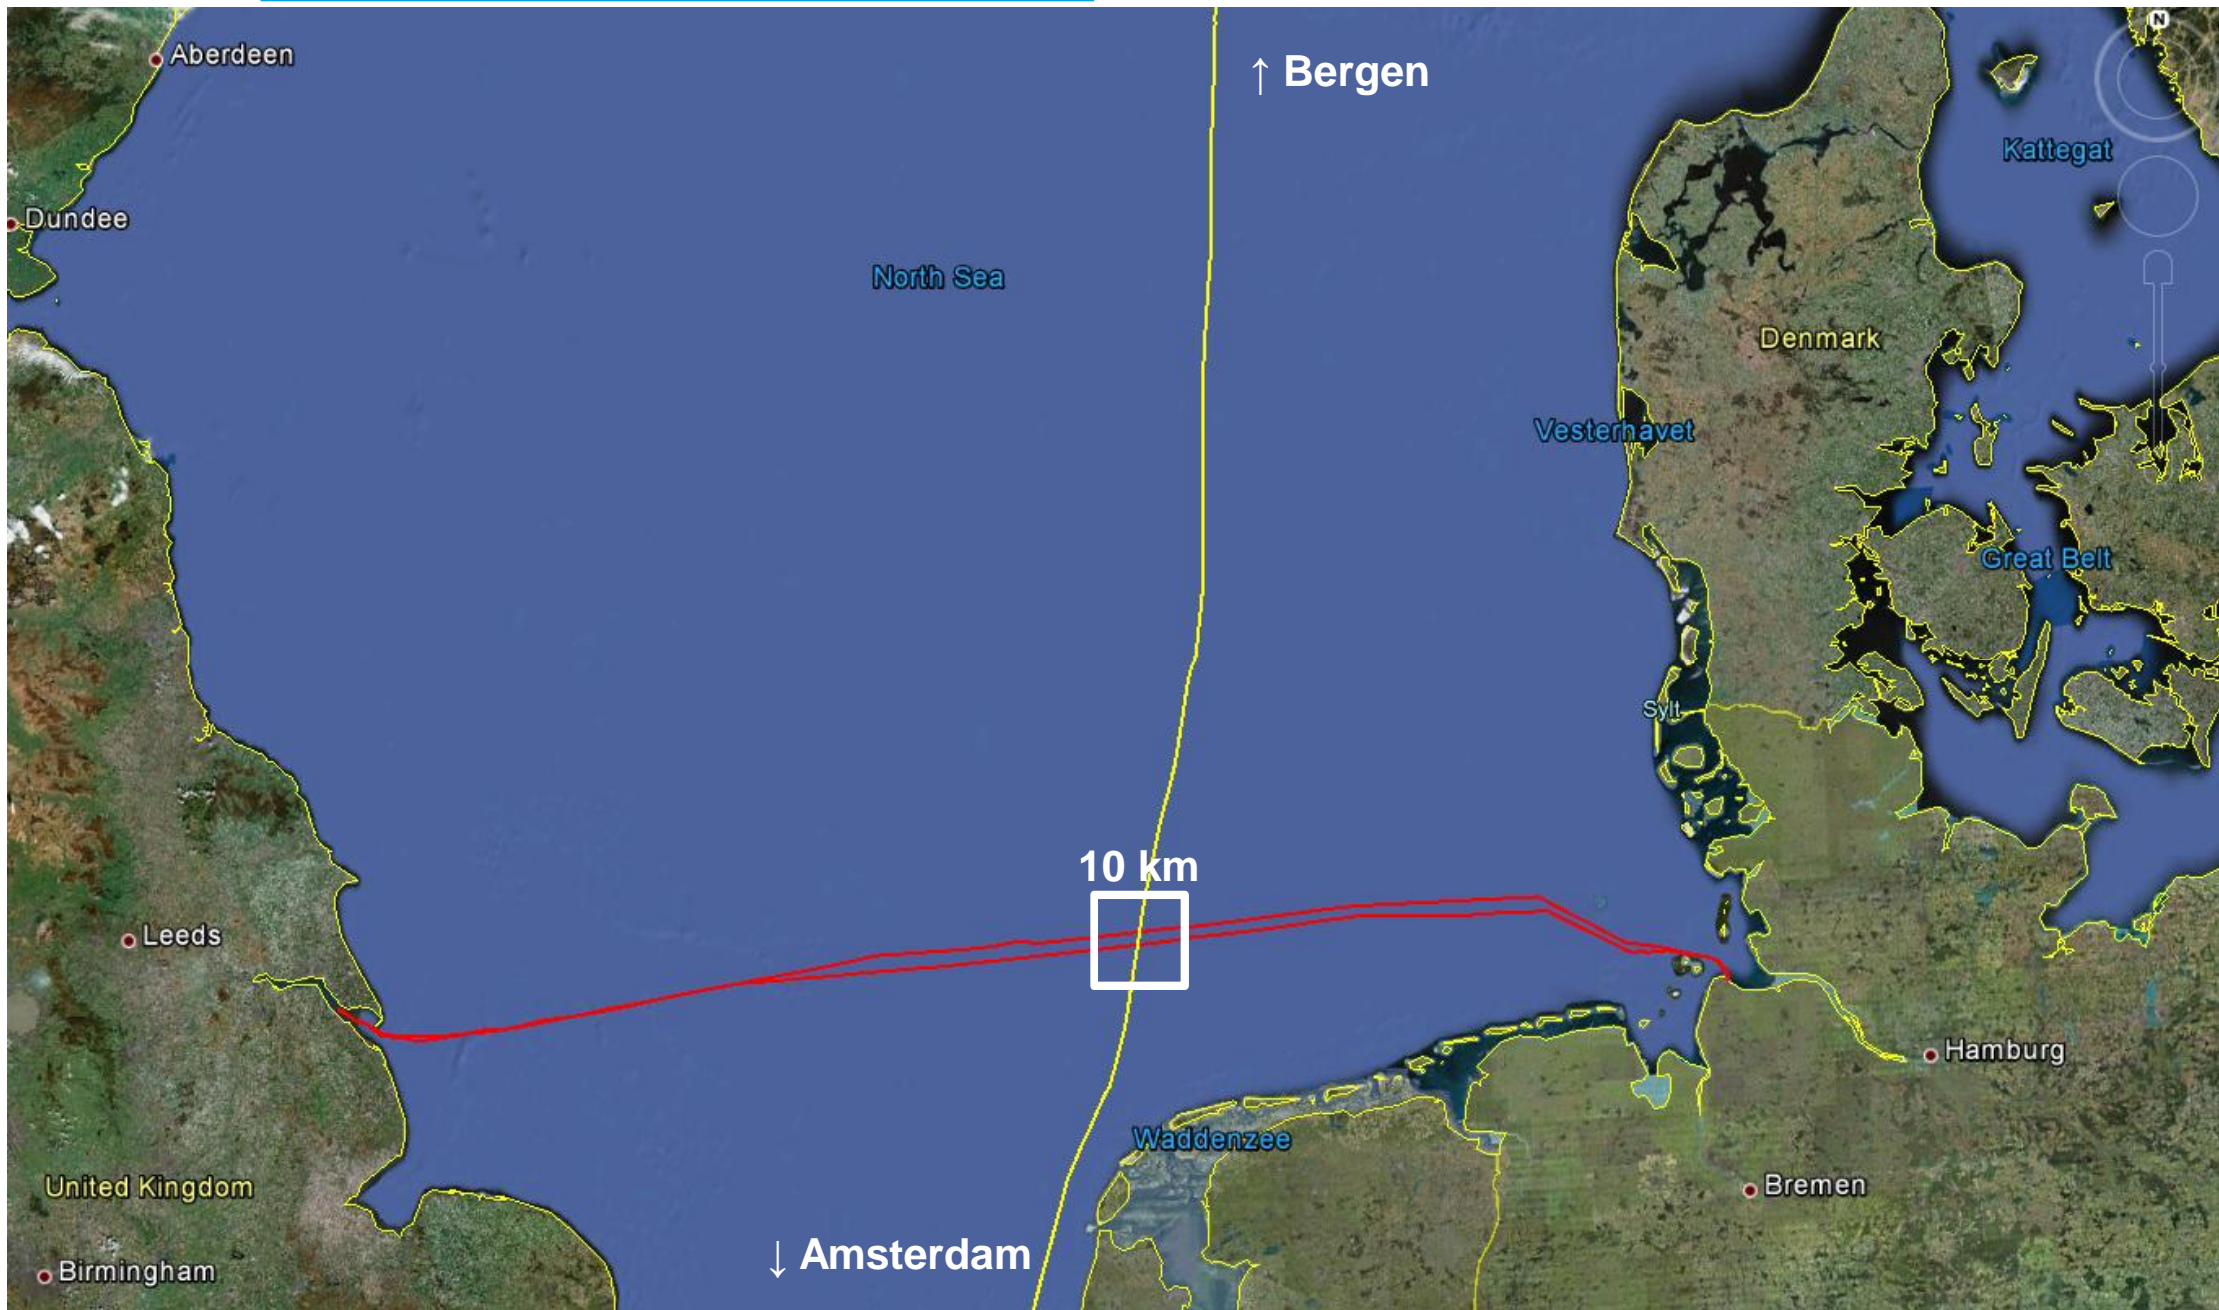 N
Aberdeen
↑ Bergen
Kattegat
Dundee
North Sea
Denmark
Vesterhavet
Great Belt
Sylt
10 km
Leeds
Hamburg
Waddenzee
United Kingdom
Bremen
↓ Amsterdam
Birmingham